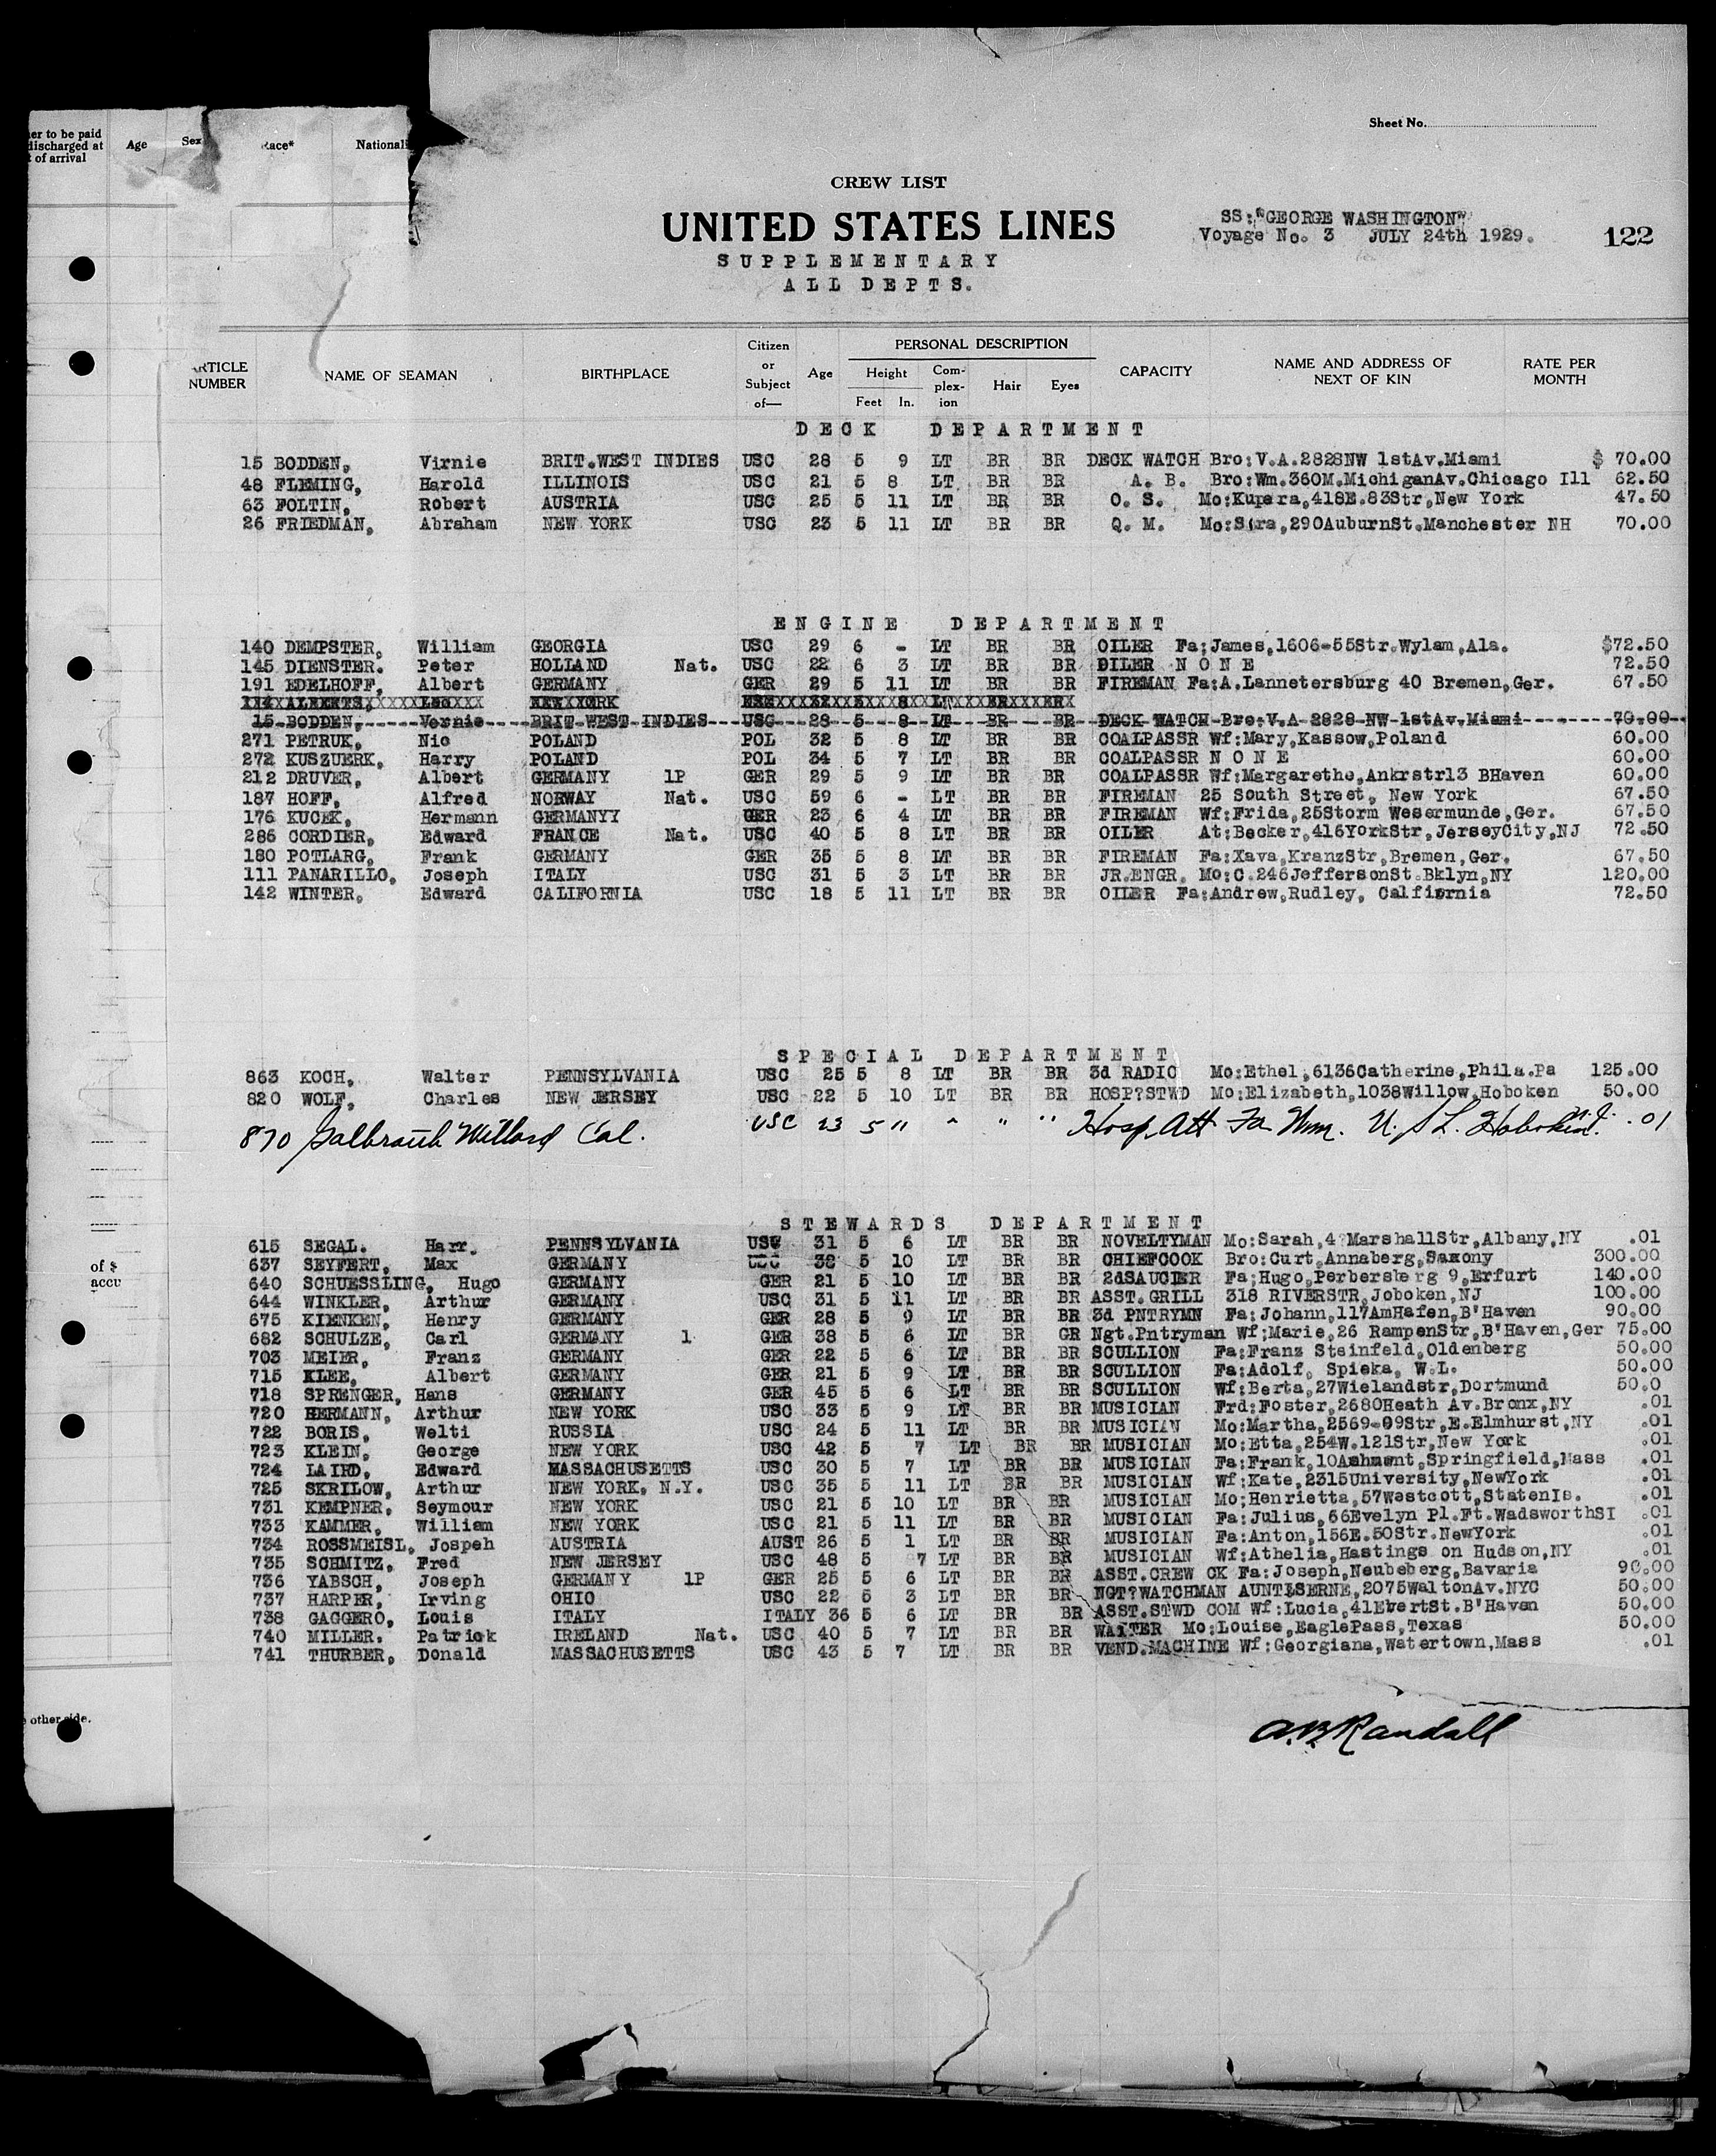 her to be paid
discharged at
t of arrival
Age
Sex
Race*
National
Sheet No.
CREW LIST
UNITED STATES LINES
SUPPLEMENTARY
ALL DEPTS.
SS:"GEORGE WASHINGTON"
Voyage No. 3 JULY 24th 1929.
122
ARTICLE NUMBER
NAME OF SEAMAN
BIRTHPLACE
Citizen or Subject of—
Age
PERSONAL DESCRIPTION
Height
Feet In.
Complexion
Hair
Eyes
CAPACITY
NAME AND ADDRESS OF NEXT OF KIN
RATE PER MONTH
DECK DEPARTMENT
15 BODDEN, Virnie BRIT.WEST INDIES USC 28 5 9 LT BR BR DECK WATCH Bro:V.A.2828NW 1stAv.Miami $ 70.00
48 FLEMING, Harold ILLINOIS USC 21 5 8 LT BR BR A. B. Bro:Wm.360M.MichiganAv.Chicago Ill 62.50
63 FOLTIN, Robert AUSTRIA USC 25 5 11 LT BR BR O. S. Mo:Kupera,418E.83Str,New York 47.50
26 FRIEDMAN, Abraham NEW YORK USC 23 5 11 LT BR BR Q. M. Mo:Sara,290AuburnSt.Manchester NH 70.00
ENGINE DEPARTMENT
140 DEMPSTER, William GEORGIA USC 29 6 - LT BR BR OILER Fa:James,1606-55Str.Wylam,Ala. $72.50
145 DIENSTER. Peter HOLLAND Nat. USC 22 6 3 LT BR BR OILER N O N E 72.50
191 EDELHOFF, Albert GERMANY GER 29 5 11 LT BR BR FIREMAN Fa:A.Lannetersburg 40 Bremen,Ger. 67.50
114 ALBERTS, Leo NEW YORK USC 22 5 8 LT BR BR
15 BODDEN, Vernie BRIT WEST INDIES USC 28 5 8 LT BR BR DECK WATCH Bro:V.A 2828 NW 1stAv.Miami 70.00
271 PETRUK, Nic POLAND POL 32 5 8 LT BR BR COALPASSR Wf:Mary,Kassow,Poland 60.00
272 KUSZUERK, Harry POLAND POL 34 5 7 LT BR BR COALPASSR N O N E 60.00
212 DRUVER, Albert GERMANY 1P GER 29 5 9 LT BR BR COALPASSR Wf:Margarethe,Ankrstr13 BHaven 60.00
187 HOFF, Alfred NORWAY Nat. USC 59 6 - LT BR BR FIREMAN 25 South Street, New York 67.50
176 KUCEK, Hermann GERMANYY GER 23 6 4 LT BR BR FIREMAN Wf:Frida,25Storm Wesermunde,Ger. 67.50
286 CORDIER, Edward FRANCE Nat. USC 40 5 8 LT BR BR OILER At:Becker,416YorkStr,JerseyCity,NJ 72.50
180 POTLARG, Frank GERMANY GER 35 5 8 LT BR BR FIREMAN Fa:Xava,KranzStr,Bremen,Ger. 67.50
111 PANARILLO, Joseph ITALY USC 31 5 3 LT BR BR JR.ENGR. Mo:C.246JeffersonSt.Bklyn,NY 120.00
142 WINTER, Edward CALIFORNIA USC 18 5 11 LT BR BR OILER Fa:Andrew,Rudley, Calfiornia 72.50
SPECIAL DEPARTMENT
863 KOCH, Walter PENNSYLVANIA USC 25 5 8 LT BR BR 3d RADIO Mo:Ethel,6136Catherine,Phila.Pa 125.00
820 WOLF, Charles NEW JERSEY USC 22 5 10 LT BR BR HOSP?STWD Mo:Elizabeth,1038Willow,Hoboken 50.00
870 Galbraith Willard Cal. USC 23 5 11 " " " Hosp. Att Fa Wm. U.S.L. Hoboken N.J. .01
STEWARDS DEPARTMENT
615 SEGAL. Harr. PENNSYLVANIA USC 31 5 6 LT BR BR NOVELTYMAN Mo:Sarah,4 MarshallStr,Albany,NY .01
637 SEYFERT, Max GERMANY USC 38 5 10 LT BR BR CHIEFCOOK Bro:Curt,Annaberg,Saxony 300.00
640 SCHUESSLING, Hugo GERMANY GER 21 5 10 LT BR BR 2dSAUCIER Fa:Hugo,Perbersberg 9,Erfurt 140.00
644 WINKLER, Arthur GERMANY USC 31 5 11 LT BR BR ASST.GRILL 318 RIVERSTR,Joboken,NJ 100.00
675 KIENKEN, Henry GERMANY GER 28 5 9 LT BR BR 3d PNTRYMN Fa:Johann,117AmHafen,B'Haven 90.00
682 SCHULZE, Carl GERMANY 1 GER 38 5 6 LT BR GR Ngt.Pntryman Wf:Marie,26 RampenStr,B'Haven,Ger 75.00
703 MEIER, Franz GERMANY GER 22 5 6 LT BR BR SCULLION Fa:Franz Steinfeld,Oldenberg 50.00
715 KLEE, Albert GERMANY GER 21 5 9 LT BR BR SCULLION Fa:Adolf, Spieka, W.L. 50.00
718 SPRENGER, Hans GERMANY GER 45 5 6 LT BR BR SCULLION Wf:Berta,27Wielandstr,Dortmund 50.0
720 HERMANN, Arthur NEW YORK USC 33 5 9 LT BR BR MUSICIAN Frd:Foster,2680Heath Av.Bronx,NY .01
722 BORIS, Welti RUSSIA USC 24 5 11 LT BR BR MUSICIAN Mo:Martha,2569-09Str,E.Elmhurst,NY .01
723 KLEIN, George NEW YORK USC 42 5 7 LT BR BR MUSICIAN Mo:Etta,254W.121Str,New York .01
724 LAIRD, Edward MASSACHUSETTS USC 30 5 7 LT BR BR MUSICIAN Fa:Frank,10Ashmont,Springfield,Mass .01
725 SKRILOW, Arthur NEW YORK, N.Y. USC 35 5 11 LT BR BR MUSICIAN Wf:Kate,2315University,NewYork .01
731 KEMPNER, Seymour NEW YORK USC 21 5 10 LT BR BR MUSICIAN Mo:Henrietta,57Westcott,StatenIs. .01
733 KAMMER, William NEW YORK USC 21 5 11 LT BR BR MUSICIAN Fa:Julius,56Evelyn Pl.Ft.WadsworthSI .01
734 ROSSMEISL, Jospeh AUSTRIA AUST 26 5 1 LT BR BR MUSICIAN Fa:Anton,156E.50Str.NewYork .01
735 SCHMITZ, Fred NEW JERSEY USC 48 5 7 LT BR BR MUSICIAN Wf:Athelia,Hastings on Hudson,NY .01
736 YABSCH, Joseph GERMANY 1P GER 25 5 6 LT BR BR ASST.CREW CK Fa:Joseph,Neubeberg,Bavaria 90.00
737 HARPER, Irving OHIO USC 22 5 3 LT BR BR NGT?WATCHMAN AUNT:SERNE,2075WaltonAv.NYC 50.00
738 GAGGERO, Louis ITALY ITALY 36 5 6 LT BR BR ASST.STWD COM Wf:Lucia,41EbertSt.B'Haven 50.00
740 MILLER. Patrick IRELAND Nat. USC 40 5 7 LT BR BR WAITER Mo:Louise,EaglePass,Texas 50.00
741 THURBER, Donald MASSACHUSETTS USC 43 5 7 LT BR BR VEND.MACHINE Wf:Georgiana,Watertown,Mass .01
of $
accu
other side.
A.B.Randall